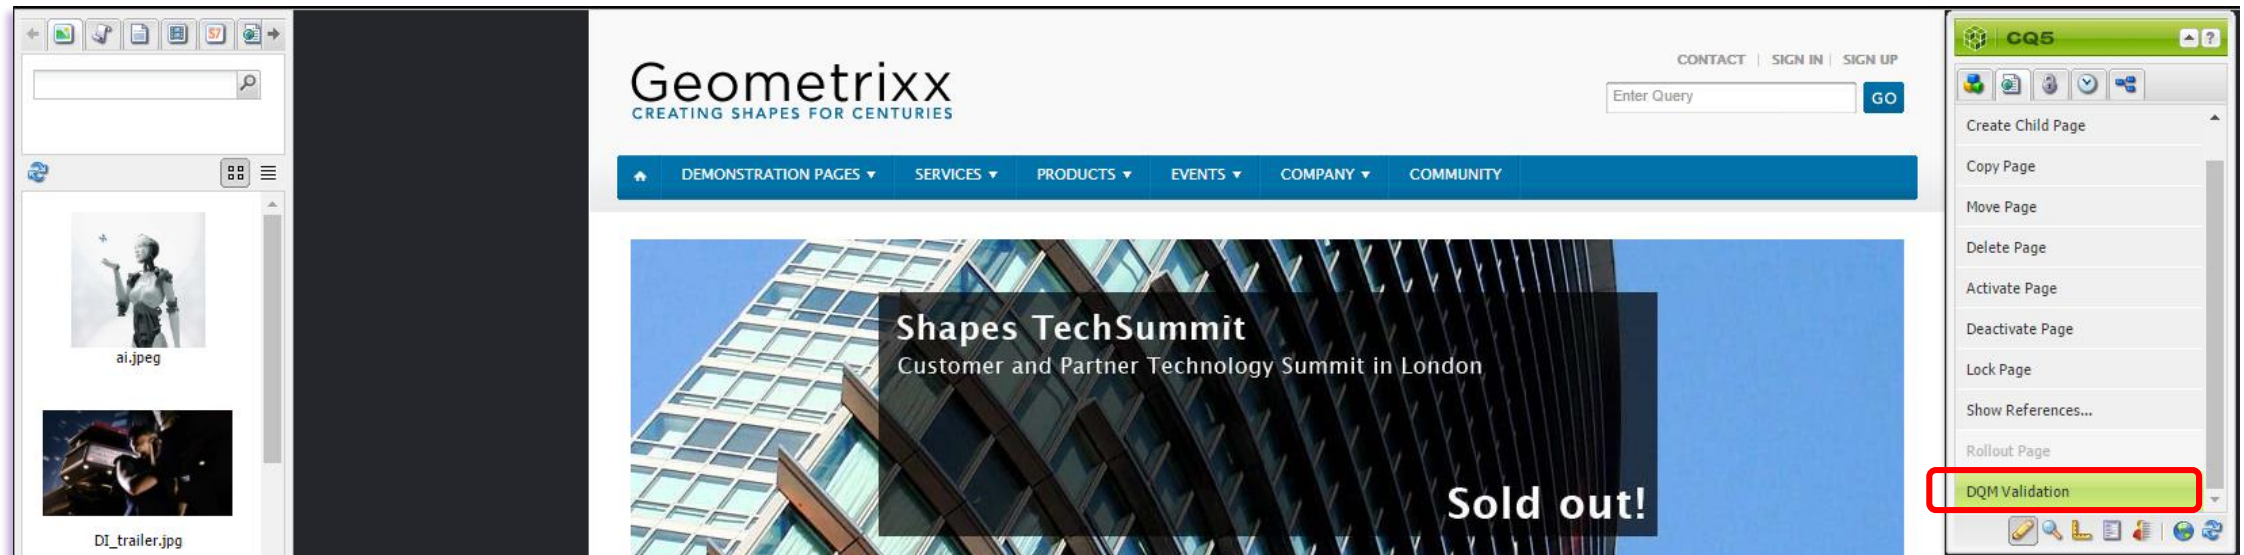 S7
ai.jpeg
DI_trailer.jpg
Geometrixx
CREATING SHAPES FOR CENTURIES
CONTACT | SIGN IN | SIGN UP
Enter Query
GO
DEMONSTRATION PAGES
SERVICES
PRODUCTS
EVENTS
COMPANY
COMMUNITY
Shapes TechSummit
Customer and Partner Technology Summit in London
Sold out!
CQ5
?
Create Child Page
Copy Page
Move Page
Delete Page
Activate Page
Deactivate Page
Lock Page
Show References...
Rollout Page
DQM Validation